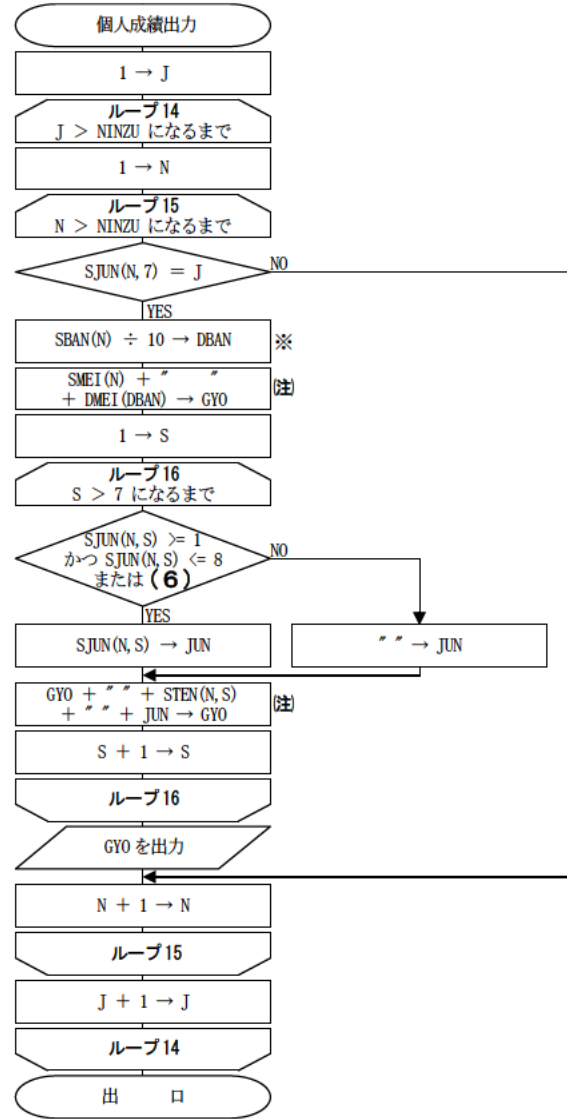 個人成績出力
1 → J
ループ14
J > NINZU になるまで
1 → N
ループ15
N > NINZU になるまで
SJUN(N,7) = J
NO
YES
SBAN(N) ÷ 10 → DBAN
※
SMEI(N) + ″　″
+ DMEI(DBAN) → GYO
(注)
1 → S
ループ16
S > 7 になるまで
SJUN(N,S) >= 1
かつ SJUN(N,S) <= 8
または(6)
NO
YES
SJUN(N,S) → JUN
″ ″ → JUN
GYO + ″ ″ + STEN(N,S)
+ ″ ″ + JUN → GYO
(注)
S + 1 → S
ループ16
GYO を出力
N + 1 → N
ループ15
J + 1 → J
ループ14
出　口